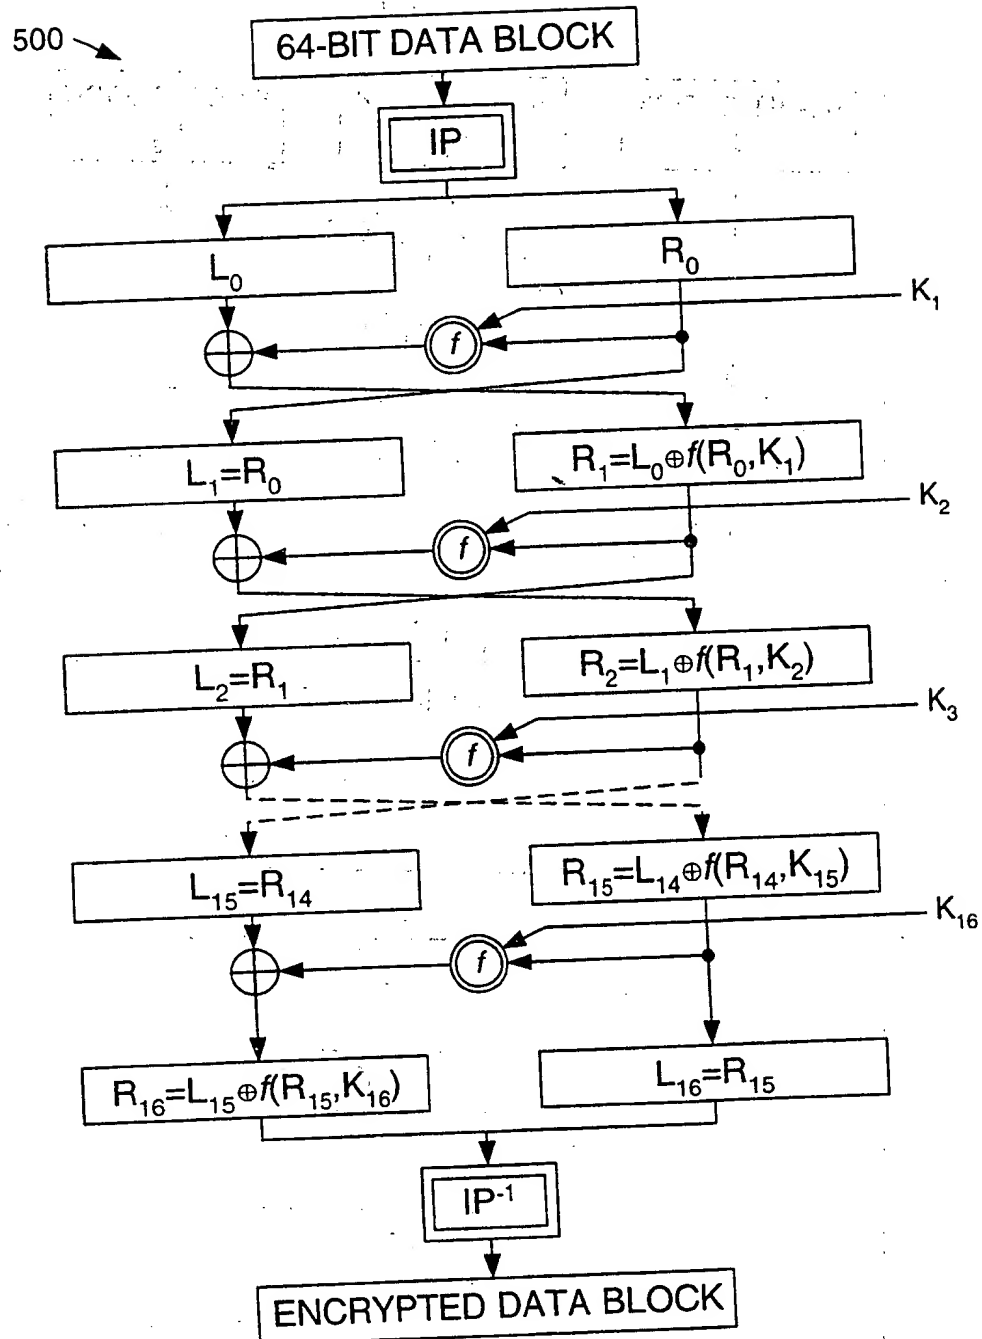 500
64-BIT DATA BLOCK
IP
L₀
R₀
K₁
f
L₁=R₀
R₁=L₀⊕f(R₀,K₁)
K₂
f
L₂=R₁
R₂=L₁⊕f(R₁,K₂)
K₃
f
L₁₅=R₁₄
R₁₅=L₁₄⊕f(R₁₄,K₁₅)
K₁₆
f
R₁₆=L₁₅⊕f(R₁₅,K₁₆)
L₁₆=R₁₅
IP⁻¹
ENCRYPTED DATA BLOCK